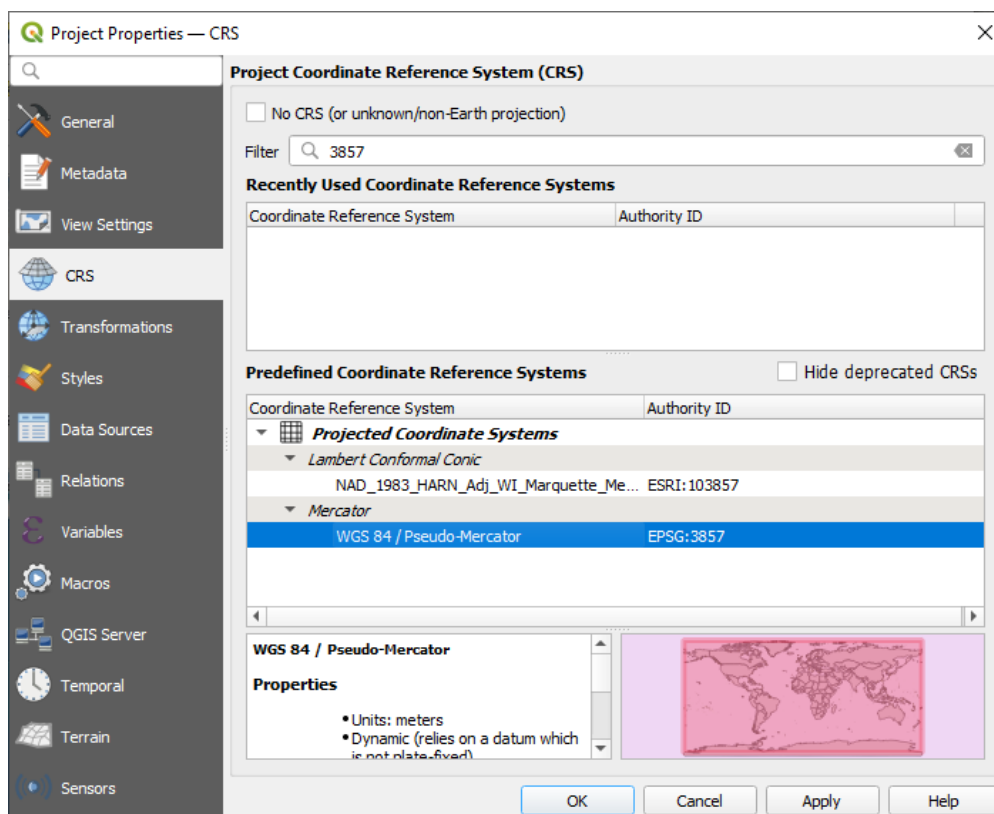 Project Properties — CRS
Project Coordinate Reference System (CRS)
General
Metadata
View Settings
CRS
Transformations
Styles
Data Sources
Relations
Variables
Macros
QGIS Server
Temporal
Terrain
Sensors
No CRS (or unknown/non-Earth projection)
Filter 3857
Recently Used Coordinate Reference Systems
Coordinate Reference System Authority ID
Predefined Coordinate Reference Systems Hide deprecated CRSs
Coordinate Reference System Authority ID
Projected Coordinate Systems
Lambert Conformal Conic
NAD_1983_HARN_Adj_WI_Marquette_Me... ESRI:103857
Mercator
WGS 84 / Pseudo-Mercator EPSG:3857
WGS 84 / Pseudo-Mercator
Properties
•Units: meters
•Dynamic (relies on a datum which
is not plate-fixed)
OK Cancel Apply Help